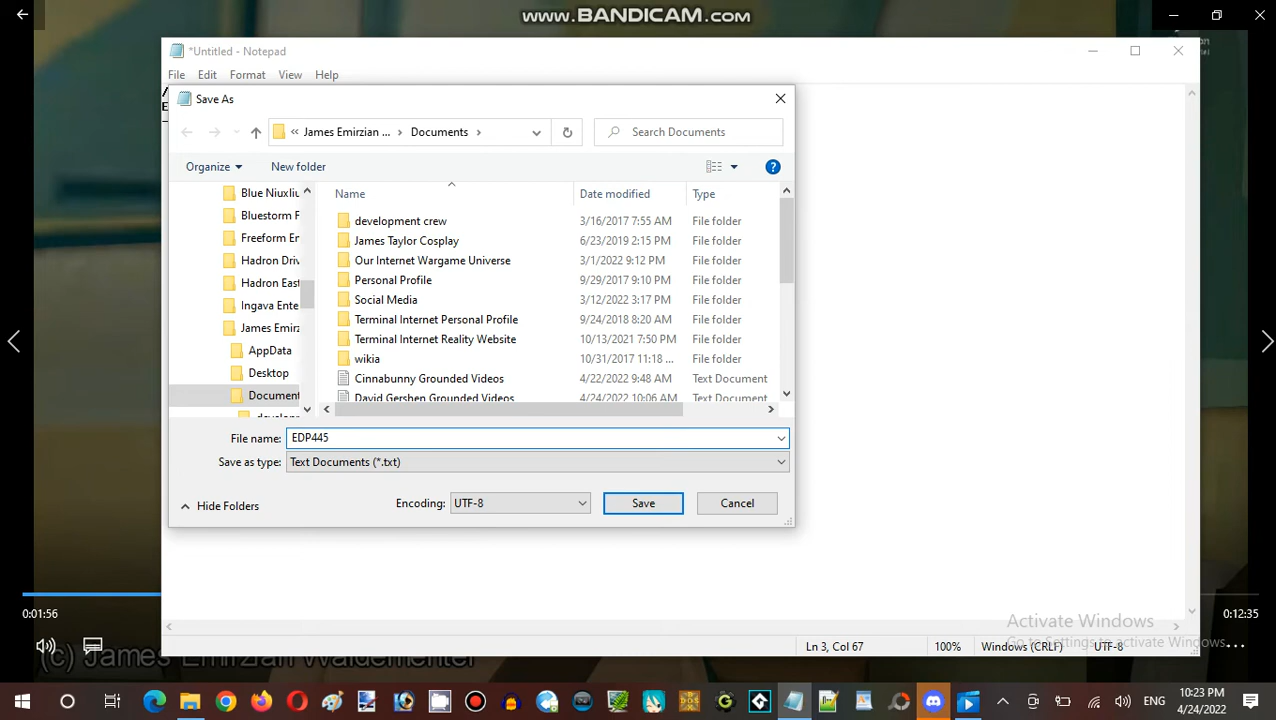 WWW.BANDICAM.COM
*Untitled - Notepad
File Edit Format View Help
Save As
« James Emirzian ... › Documents ›
Search Documents
Organize New folder
Name Date modified Type
Blue Niuxliu
Bluestorm F
Freeform En
Hadron Driv
Hadron East
Ingava Ente
James Emirz
AppData
Desktop
Document
development crew 3/16/2017 7:55 AM File folder
James Taylor Cosplay 6/23/2019 2:15 PM File folder
Our Internet Wargame Universe 3/1/2022 9:12 PM File folder
Personal Profile 9/29/2017 9:10 PM File folder
Social Media 3/12/2022 3:17 PM File folder
Terminal Internet Personal Profile 9/24/2018 8:20 AM File folder
Terminal Internet Reality Website 10/13/2021 7:50 PM File folder
wikia 10/31/2017 11:18 ... File folder
Cinnabunny Grounded Videos 4/22/2022 9:48 AM Text Document
David Gershen Grounded Videos 4/24/2022 10:06 AM Text Document
File name: EDP445
Save as type: Text Documents (*.txt)
Hide Folders
Encoding: UTF-8
Save
Cancel
0:01:56
0:12:35
Activate Windows
Go to Settings to activate Windows.
(c) James Emirzian Waldementer
Ln 3, Col 67 100% Windows (CRLF) UTF-8
ENG
10:23 PM
4/24/2022